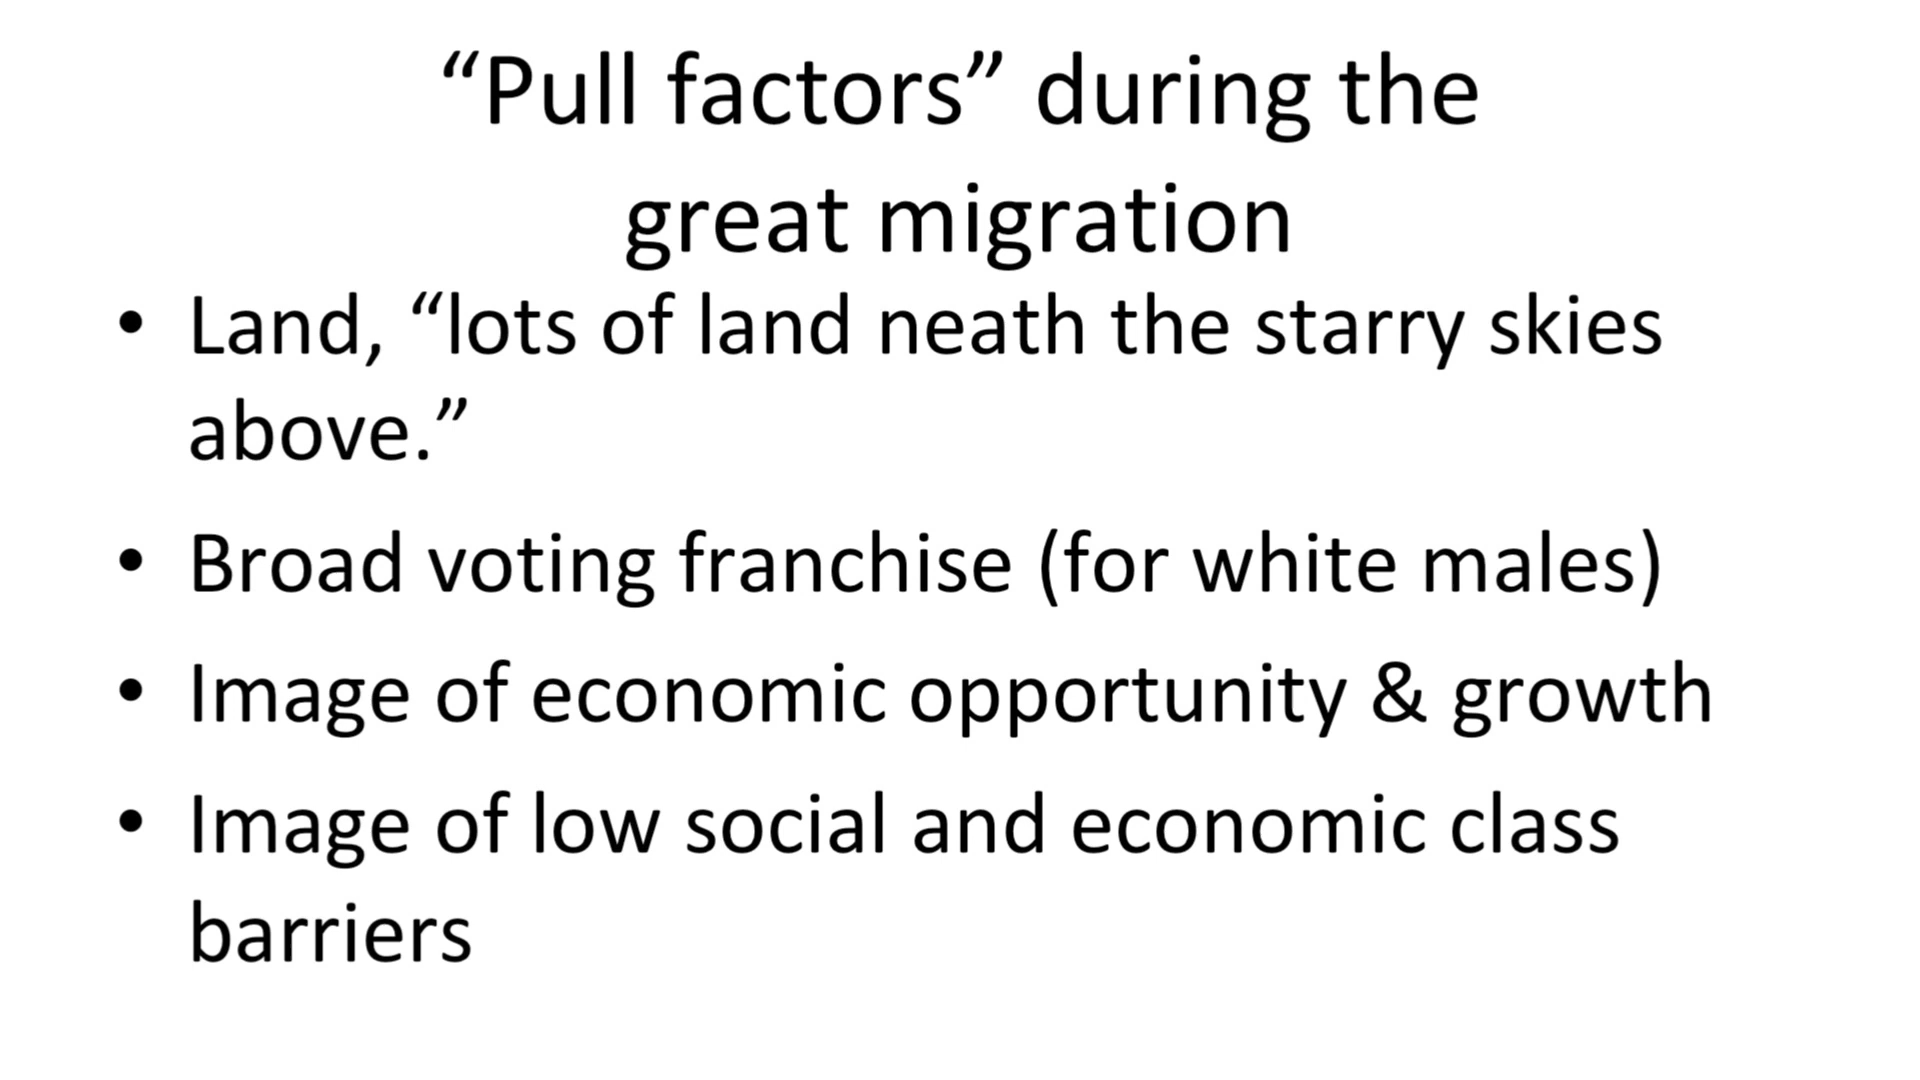 “Pull factors” during the
great migration
• Land, “lots of land neath the starry skies
above.”
• Broad voting franchise (for white males)
• Image of economic opportunity & growth
• Image of low social and economic class
barriers